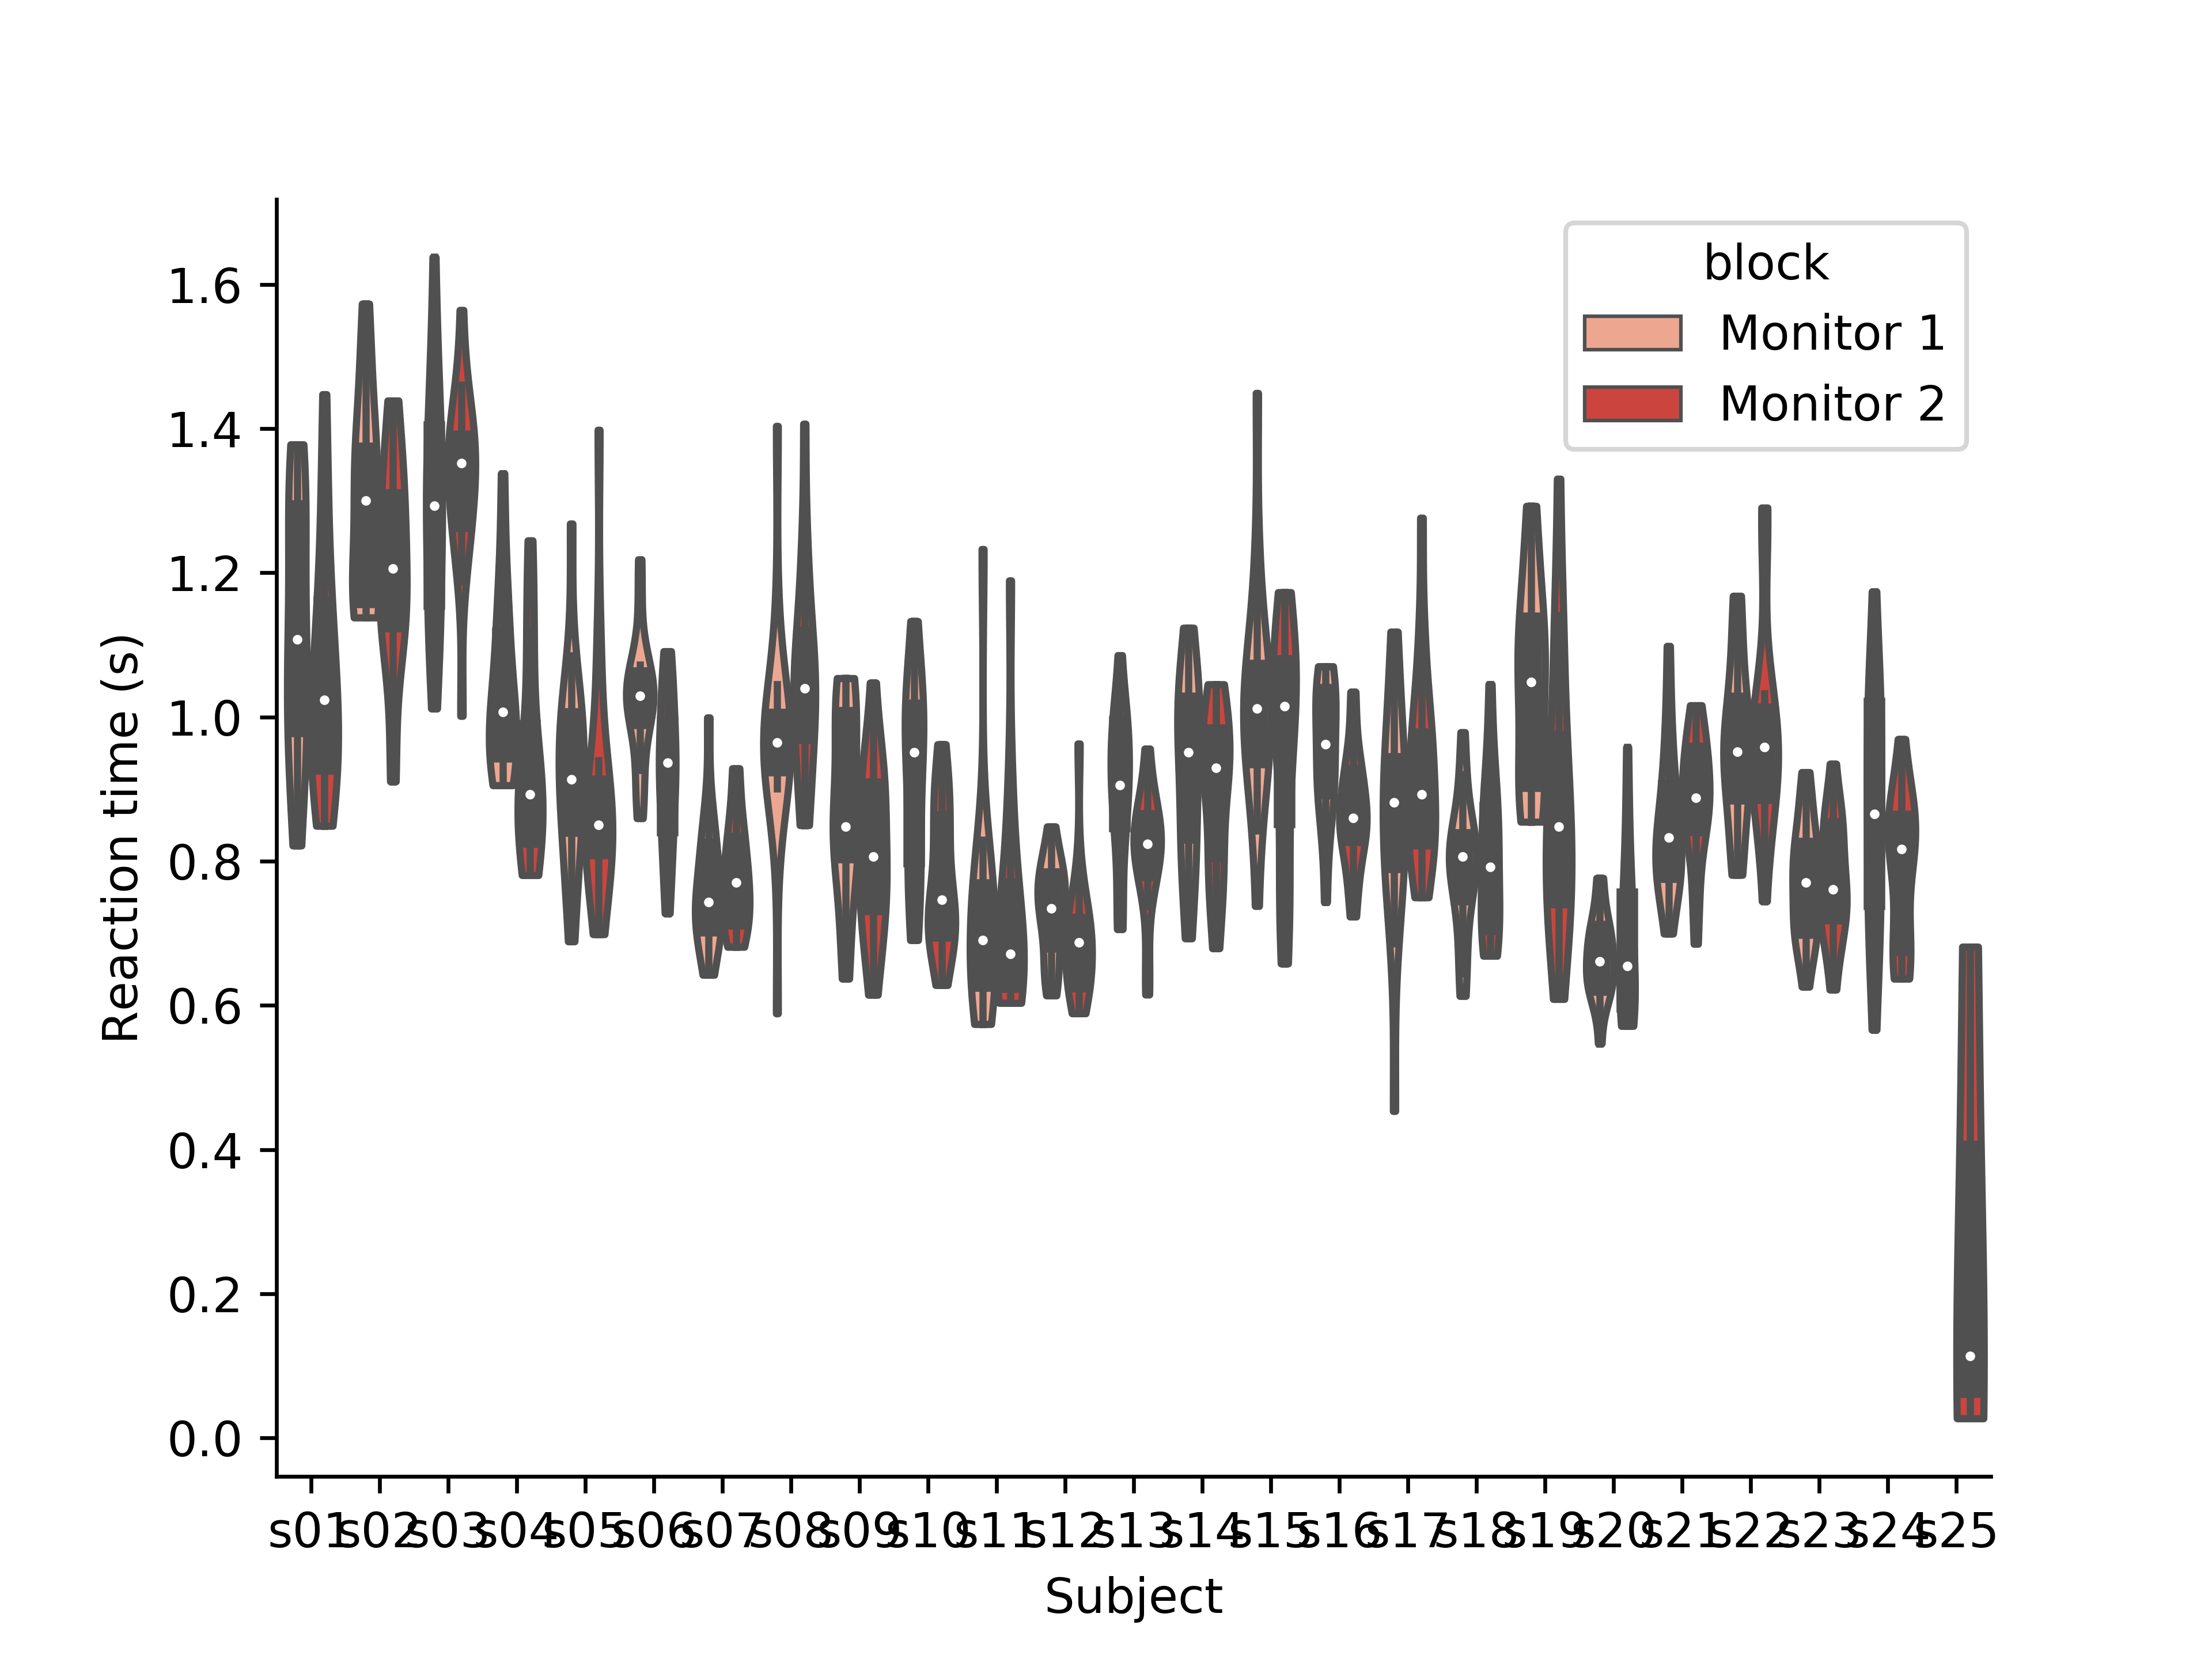 block
Monitor 1
Monitor 2
Reaction time (s)
1.6
1.4
1.2
1.0
0.8
0.6
0.4
0.2
0.0
s01 s02 s03 s04 s05 s06 s07 s08 s09 s10 s11 s12 s13 s14 s15 s16 s17 s18 s19 s20 s21 s22 s23 s24 s25
Subject